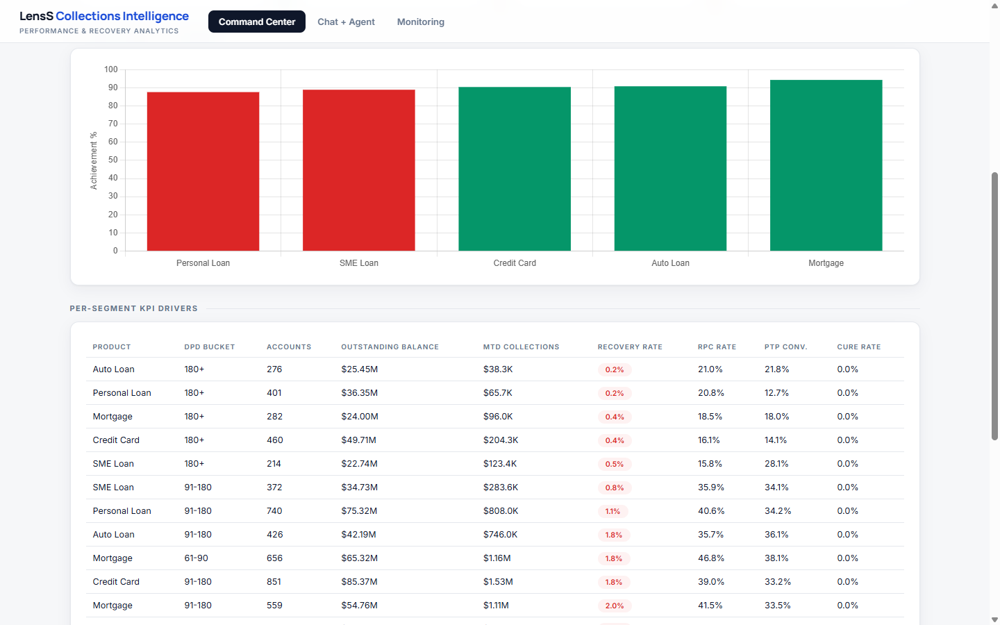 LensS Collections Intelligence
PERFORMANCE & RECOVERY ANALYTICS
Command Center
Chat + Agent
Monitoring
Achievement %
100
90
80
70
60
50
40
30
20
10
0
Personal Loan
SME Loan
Credit Card
Auto Loan
Mortgage
PER-SEGMENT KPI DRIVERS
PRODUCT DPD BUCKET ACCOUNTS OUTSTANDING BALANCE MTD COLLECTIONS RECOVERY RATE RPC RATE PTP CONV. CURE RATE
Auto Loan 180+ 276 $25.45M $38.3K 0.2% 21.0% 21.8% 0.0%
Personal Loan 180+ 401 $36.35M $65.7K 0.2% 20.8% 12.7% 0.0%
Mortgage 180+ 282 $24.00M $96.0K 0.4% 18.5% 18.0% 0.0%
Credit Card 180+ 460 $49.71M $204.3K 0.4% 16.1% 14.1% 0.0%
SME Loan 180+ 214 $22.74M $123.4K 0.5% 15.8% 28.1% 0.0%
SME Loan 91-180 372 $34.73M $283.6K 0.8% 35.9% 34.1% 0.0%
Personal Loan 91-180 740 $75.32M $808.0K 1.1% 40.6% 34.2% 0.0%
Auto Loan 91-180 426 $42.19M $746.0K 1.8% 35.7% 36.1% 0.0%
Mortgage 61-90 656 $65.32M $1.16M 1.8% 46.8% 38.1% 0.0%
Credit Card 91-180 851 $85.37M $1.53M 1.8% 39.0% 33.2% 0.0%
Mortgage 91-180 559 $54.76M $1.11M 2.0% 41.5% 33.5% 0.0%